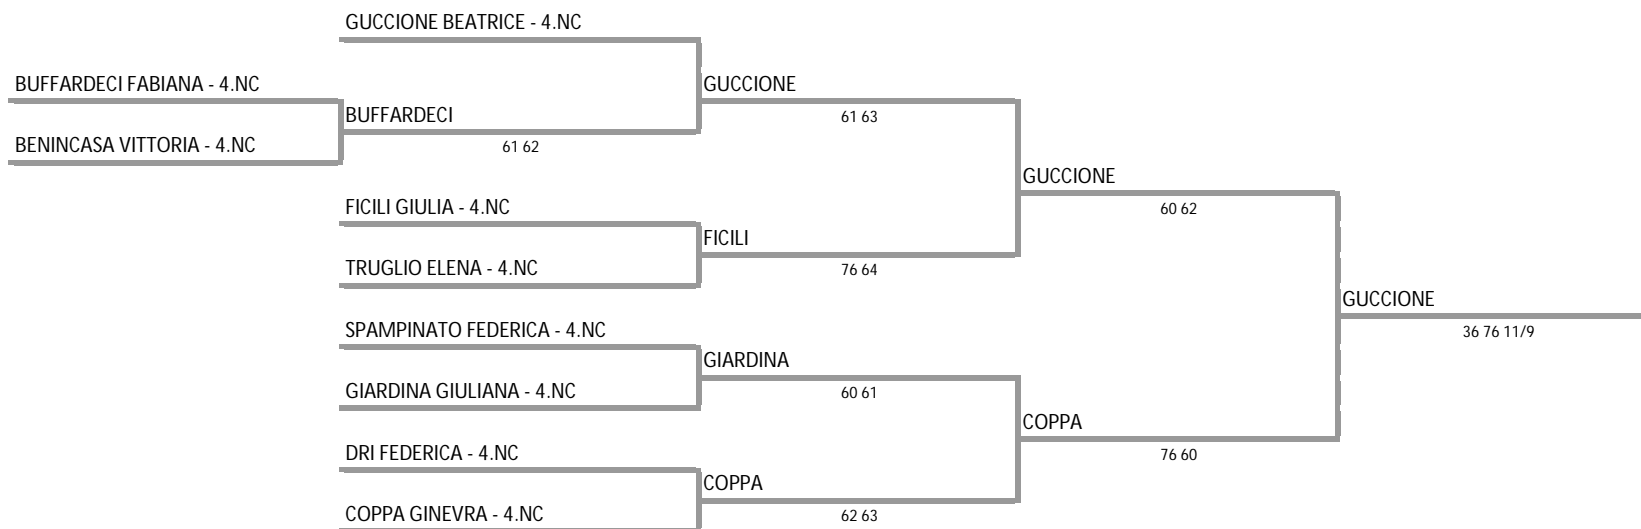 GUCCIONE BEATRICE - 4.NC
BUFFARDECI FABIANA - 4.NC
GUCCIONE
BUFFARDECI
61 63
BENINCASA VITTORIA - 4.NC
61 62
GUCCIONE
FICILI GIULIA - 4.NC
60 62
FICILI
TRUGLIO ELENA - 4.NC
76 64
GUCCIONE
SPAMPINATO FEDERICA - 4.NC
36 76 11/9
GIARDINA
GIARDINA GIULIANA - 4.NC
60 61
COPPA
DRI FEDERICA - 4.NC
76 60
COPPA
COPPA GINEVRA - 4.NC
62 63